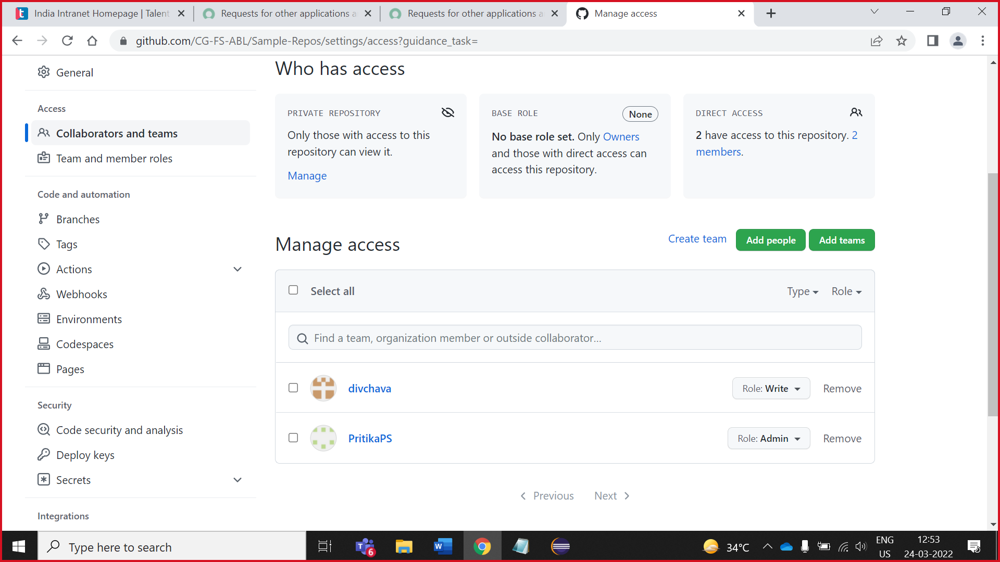 India Intranet Homepage | Talent
Requests for other applications a
Requests for other applications a
Manage access
github.com/CG-FS-ABL/Sample-Repos/settings/access?guidance_task=
General
Access
Collaborators and teams
Team and member roles
Code and automation
Branches
Tags
Actions
Webhooks
Environments
Codespaces
Pages
Security
Code security and analysis
Deploy keys
Secrets
Integrations
Who has access
PRIVATE REPOSITORY
Only those with access to this
repository can view it.
Manage
BASE ROLE
None
No base role set. Only Owners
and those with direct access can
access this repository.
DIRECT ACCESS
2 have access to this repository. 2
members.
Manage access
Create team
Add people
Add teams
Select all
Type
Role
Find a team, organization member or outside collaborator...
divchava
Role: Write
Remove
PritikaPS
Role: Admin
Remove
Previous
Next
Type here to search
6
34°C
ENG
US
12:53
24-03-2022